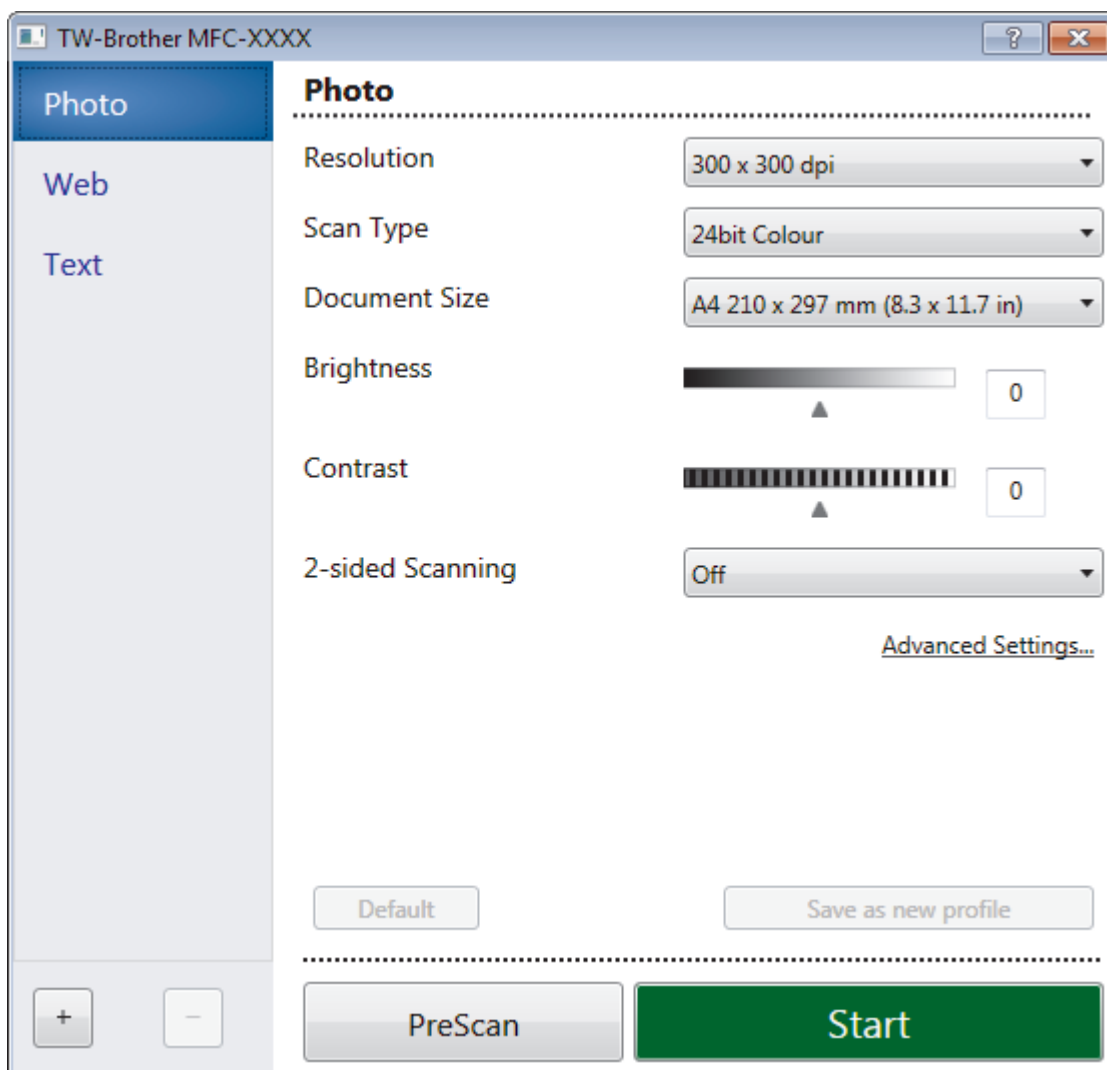 TW-Brother MFC-XXXX
?
Photo
Web
Text
Photo
Resolution
300 x 300 dpi
Scan Type
24bit Colour
Document Size
A4 210 x 297 mm (8.3 x 11.7 in)
Brightness
0
Contrast
0
2-sided Scanning
Off
Advanced Settings...
Default
Save as new profile
+
−
PreScan
Start